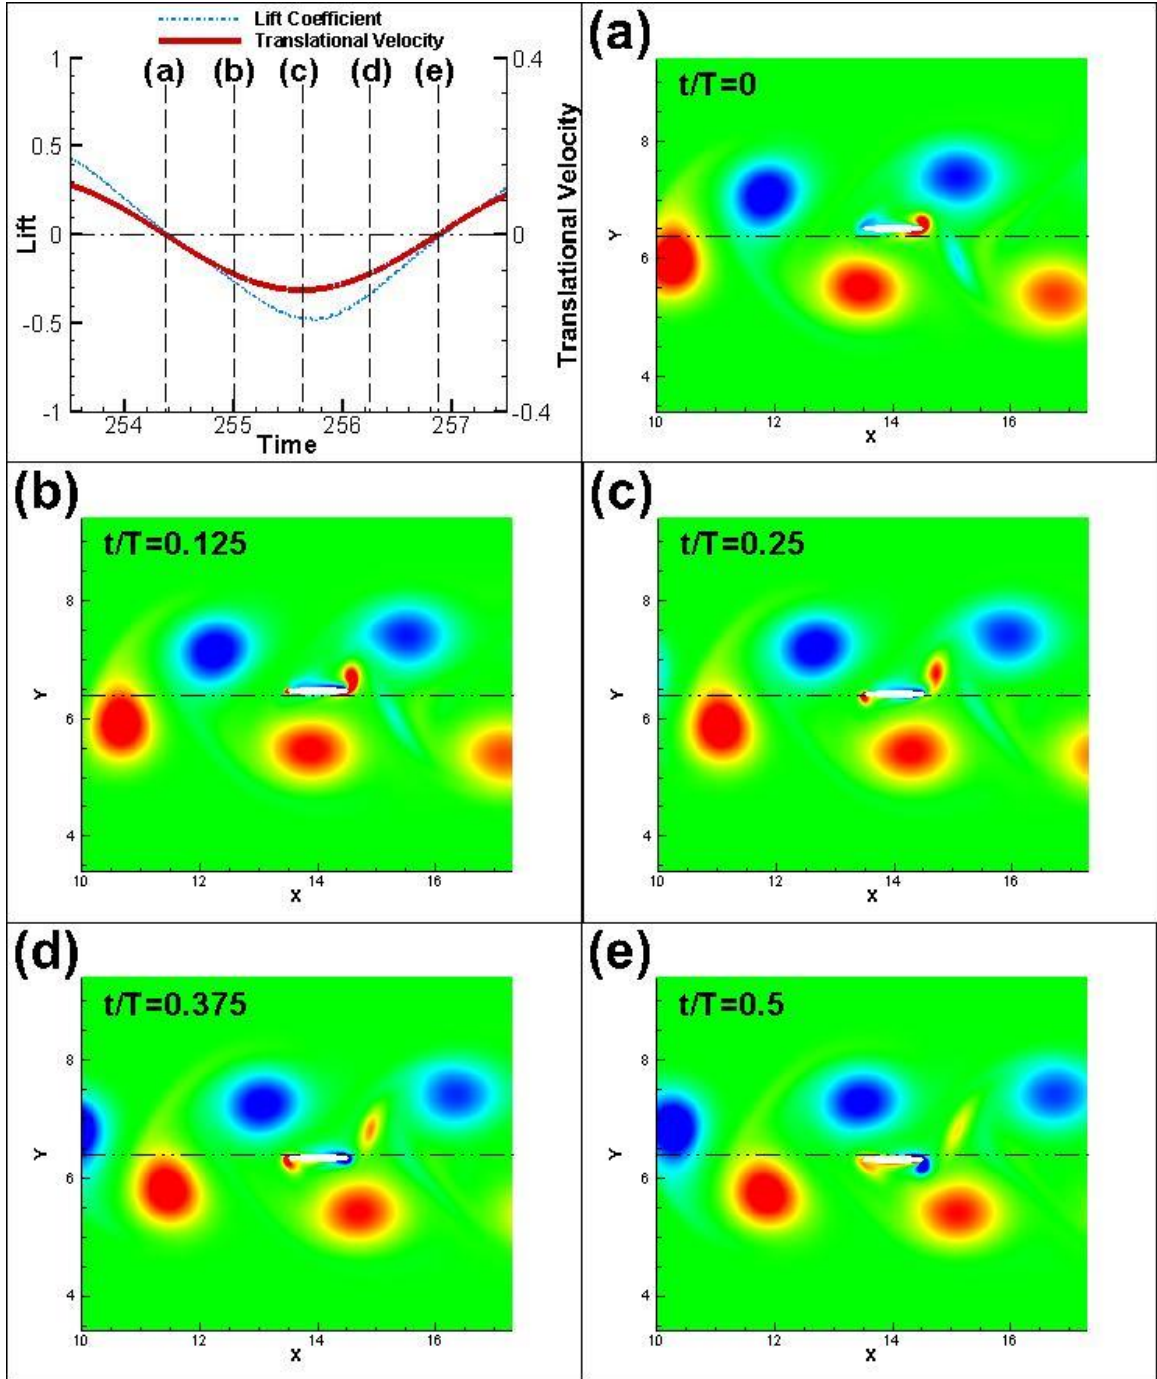 Lift Coefficient
Translational Velocity
(a) (b) (c) (d) (e)
1
0.5
0
-0.5
-1
Lift
0.4
0
-0.4
Translational Velocity
254 255 256 257
Time
(a)
t/T=0
8
6
4
Y
10 12 14 16
X
(b)
t/T=0.125
8
6
4
Y
10 12 14 16
X
(c)
t/T=0.25
8
6
4
Y
10 12 14 16
X
(d)
t/T=0.375
8
6
4
Y
10 12 14 16
X
(e)
t/T=0.5
8
6
4
Y
10 12 14 16
X